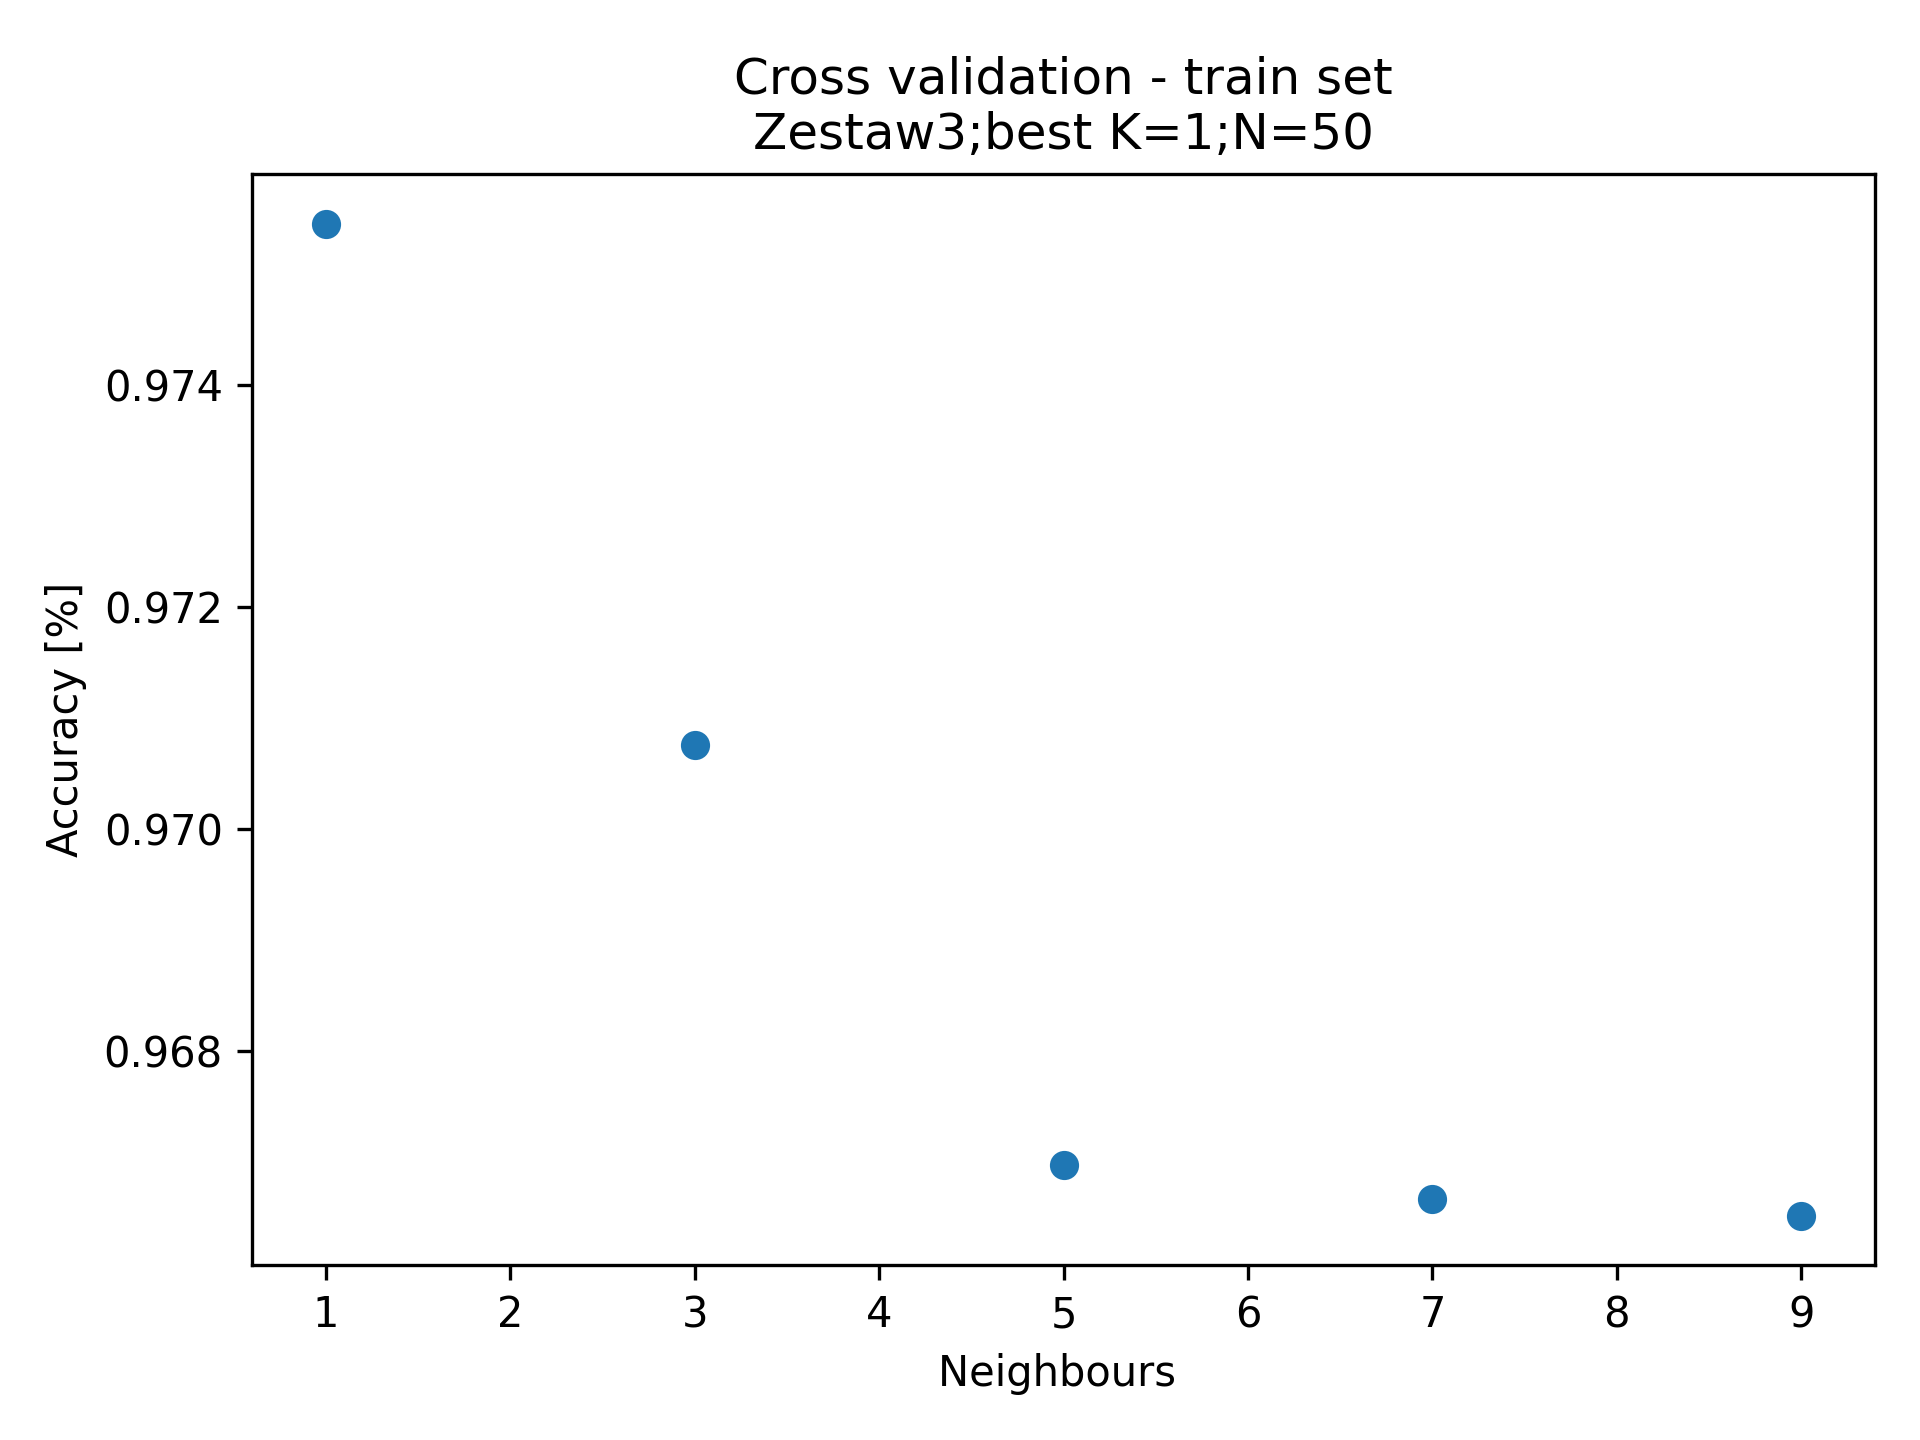 Cross validation - train set
Zestaw3;best K=1;N=50
Accuracy [%]
0.974
0.972
0.970
0.968
1 2 3 4 5 6 7 8 9
Neighbours